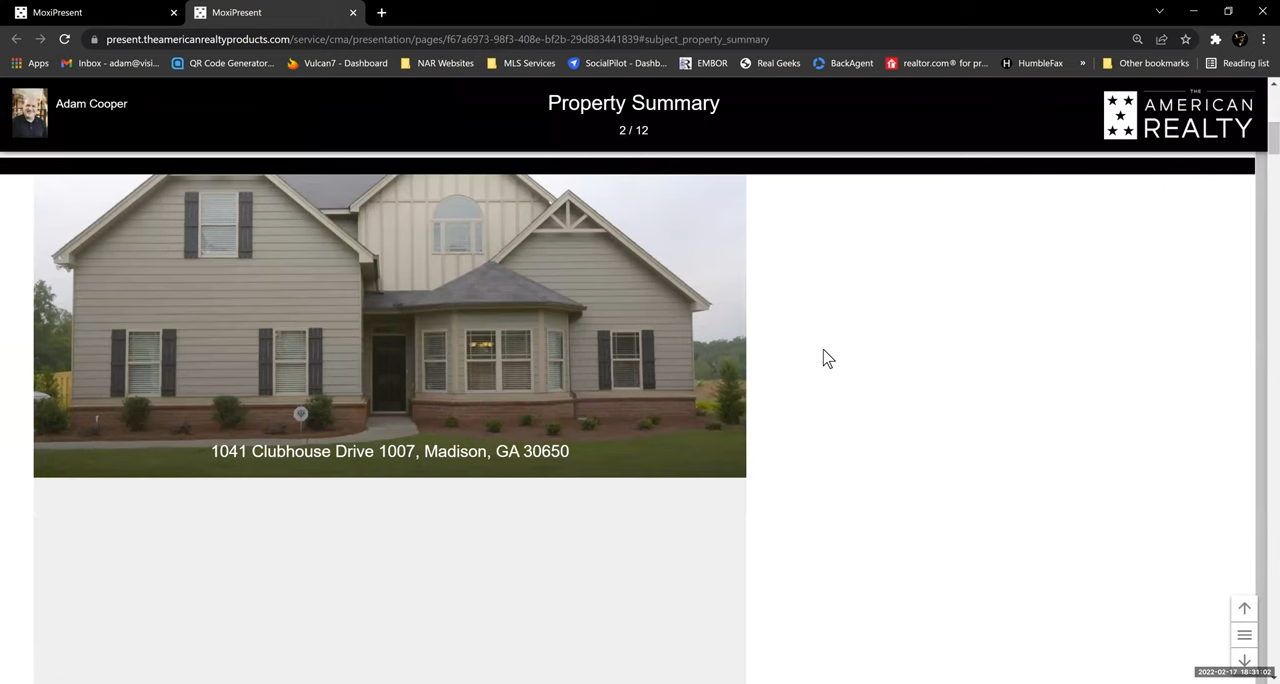 MoxiPresent
MoxiPresent
present.theamericanrealtyproducts.com/service/cma/presentation/pages/f67a6973-98f3-408e-bf2b-29d883441839#subject_property_summary
Apps Inbox - adam@visi... QR Code Generator... Vulcan7 - Dashboard NAR Websites MLS Services SocialPilot - Dashb... EMBOR Real Geeks BackAgent realtor.com® for pr... HumbleFax » Other bookmarks Reading list
Adam Cooper
Property Summary
2 / 12
THE
AMERICAN
REALTY
1041 Clubhouse Drive 1007, Madison, GA 30650
2022-02-17 18:31:02